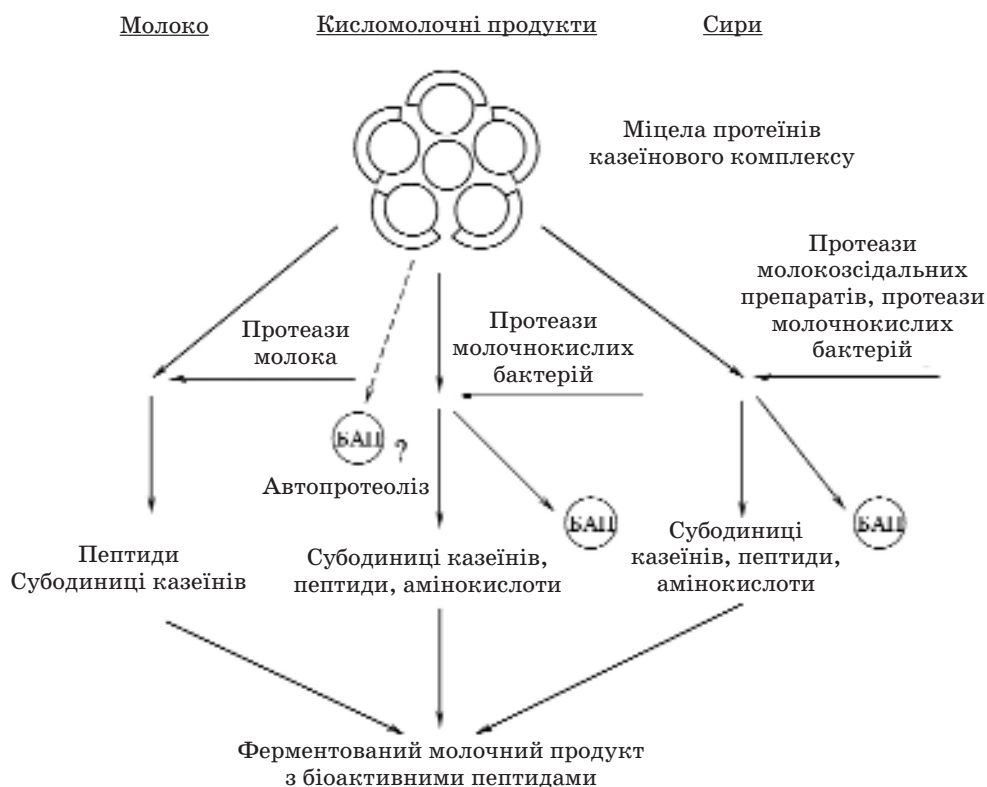 Молоко
Кисломолочні продукти
Сири
Міцела протеїнів
казеїнового комплексу
Протеази
молокозсідальних
препаратів, протеази
молочнокислих
бактерій
Протеази
молока
Протеази
молочнокислих
бактерій
БАП
?
Автопротеоліз
БАП
БАП
Пептиди
Субодиниці казеїнів
Субодиниці казеїнів,
пептиди, амінокислоти
Субодиниці
казеїнів, пептиди,
амінокислоти
Ферментований молочний продукт
з біоактивними пептидами